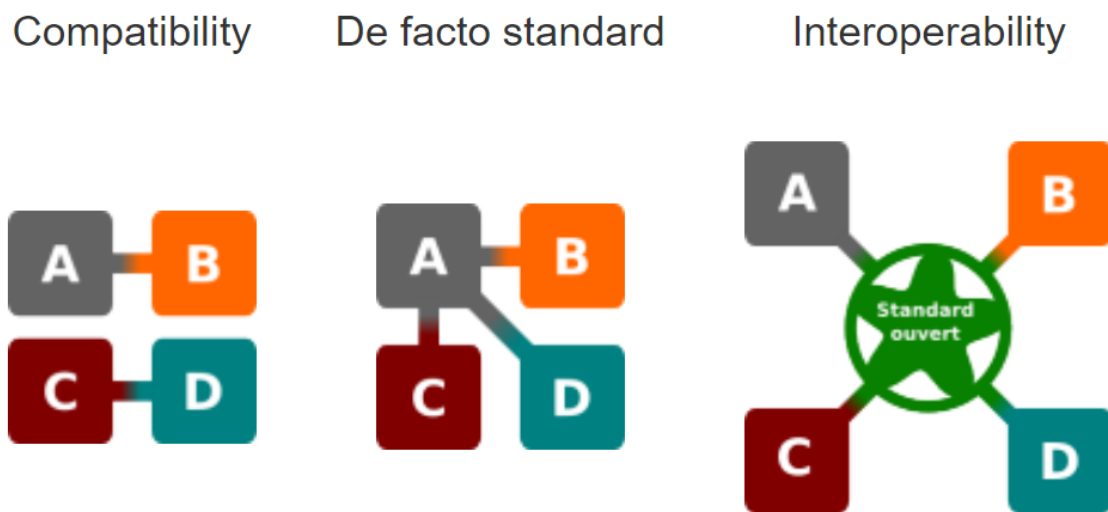 Compatibility
De facto standard
Interoperability
A
B
C
D
A
B
C
D
A
B
Standard
ouvert
C
D